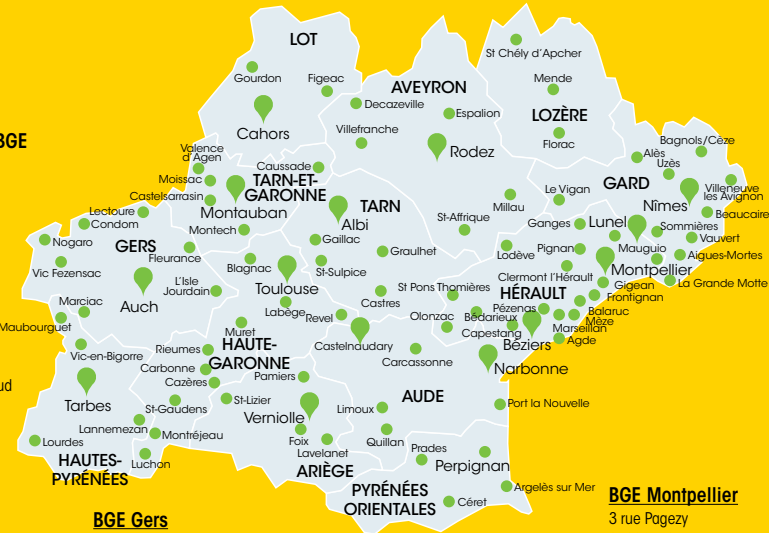 LOT
St Chély d'Apcher
Gourdon
Figeac
AVEYRON
Mende
Decazeville
Espalion
LOZÈRE
Cahors
Villefranche
BGE
Rodez
Florac
Bagnols/Cèze
Valence
d'Agen
Caussade
Alès
Uzès
Moissac
TARN-ET-
GARONNE
GARD
Villeneuve
les Avignon
Castelsarrasin
Montauban
TARN
Millau
Le Vigan
Nîmes
Lectoure
Condom
Albi
St-Affrique
Ganges
Lunel
Beaucaire
Sommières
Montech
Nogaro
GERS
Gaillac
Graulhet
Lodève
Pignan
Mauguio
Vauvert
Fleurance
Aigues-Mortes
Vic Fezensac
Blagnac
St-Sulpice
Clermont l'Hérault
Montpellier
Auch
L'Isle
Jourdain
Toulouse
St Pons Thomières
HÉRAULT
Gigean
La Grande Motte
Marciac
Labège
Revel
Castres
Olonzac
Bédarieux
Pézenas
Frontignan
Balaruc
Maubourguet
Muret
Capestang
Marseillan
Mèze
Vic-en-Bigorre
Rieumes
HAUTE-
GARONNE
Castelnaudary
Béziers
Agde
Carbonne
Carcassonne
Narbonne
Cazères
Pamiers
ud
Tarbes
St-Gaudens
St-Lizier
Verniolle
Limoux
AUDE
Port la Nouvelle
Lannemezan
Montréjeau
Foix
Quillan
Lourdes
Lavelanet
Prades
HAUTES-
PYRÉNÉES
Luchon
ARIÈGE
Perpignan
PYRÉNÉES
ORIENTALES
Argelès sur Mer
Céret
BGE Montpellier
3 rue Pagezy
BGE Gers